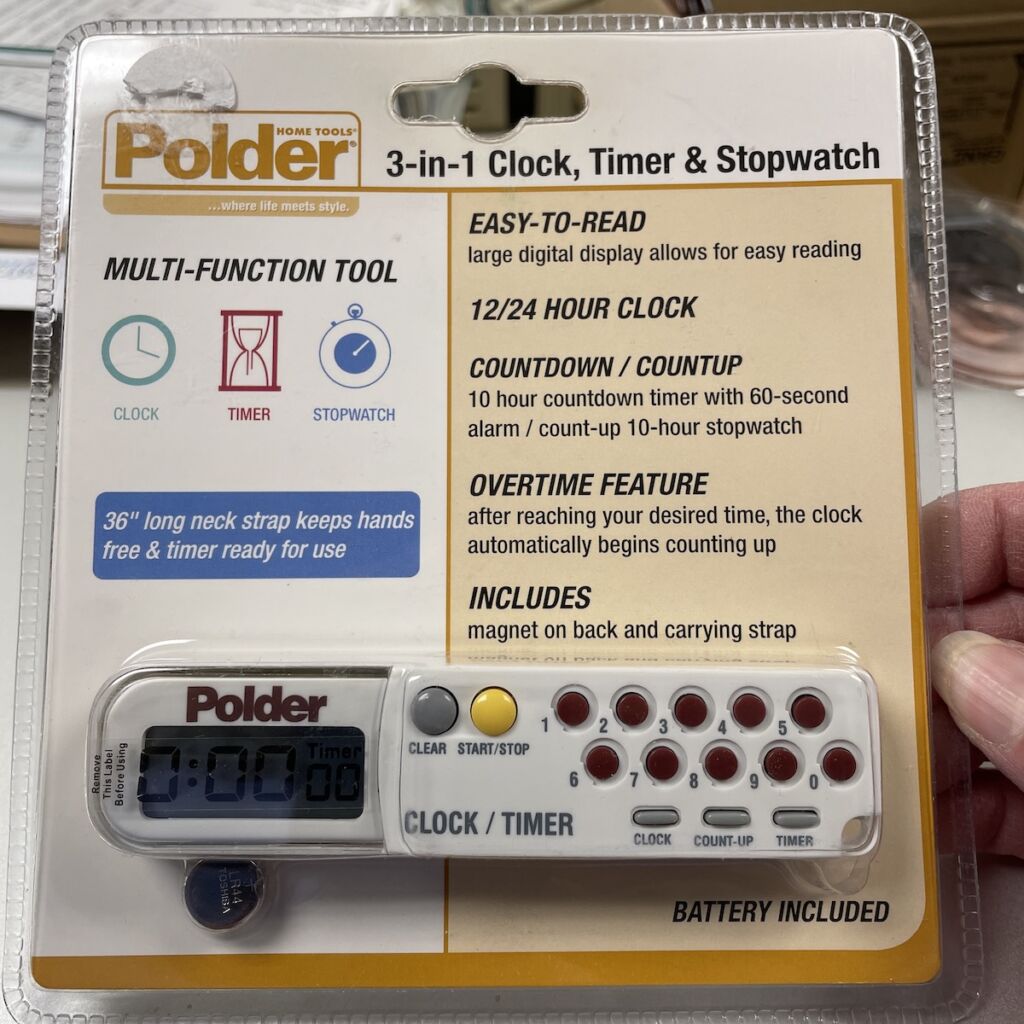 HOME TOOLS®
Polder®
...where life meets style.
3-in-1 Clock, Timer & Stopwatch
MULTI-FUNCTION TOOL
CLOCK
TIMER
STOPWATCH
36" long neck strap keeps hands
free & timer ready for use
EASY-TO-READ
large digital display allows for easy reading
12/24 HOUR CLOCK
COUNTDOWN / COUNTUP
10 hour countdown timer with 60-second
alarm / count-up 10-hour stopwatch
OVERTIME FEATURE
after reaching your desired time, the clock
automatically begins counting up
INCLUDES
magnet on back and carrying strap
Polder
Remove
This Label
Before Using
Timer
0:00 00
CLEAR START/STOP
1 2 3 4 5
6 7 8 9 0
CLOCK / TIMER
CLOCK COUNT-UP TIMER
LR44
TOSHIBA
BATTERY INCLUDED